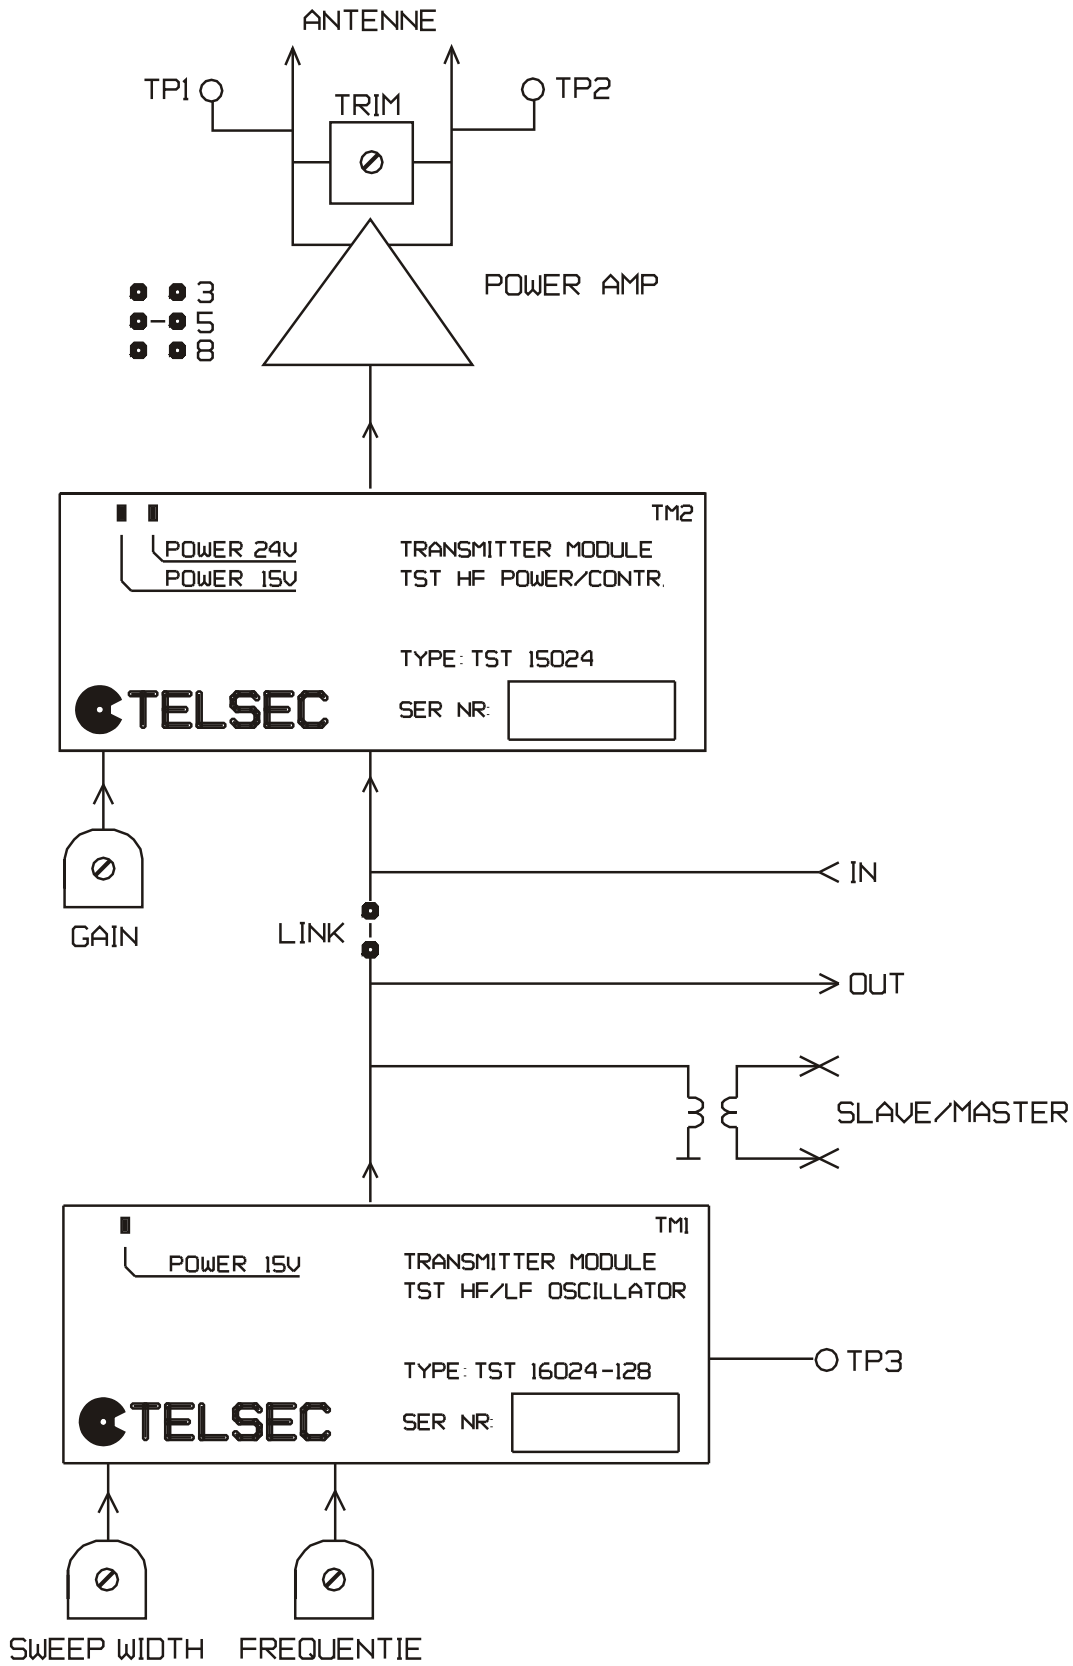 ANTENNE
TP1
TP2
TRIM
POWER AMP
3
5
8
TM2
POWER 24V
POWER 15V
TRANSMITTER MODULE
TST HF POWER/CONTR.
TYPE: TST 15024
TELSEC
SER NR:
GAIN
IN
LINK
OUT
SLAVE/MASTER
TM1
POWER 15V
TRANSMITTER MODULE
TST HF/LF OSCILLATOR
TYPE: TST 16024-128
TP3
TELSEC
SER NR:
SWEEP WIDTH
FREQUENTIE